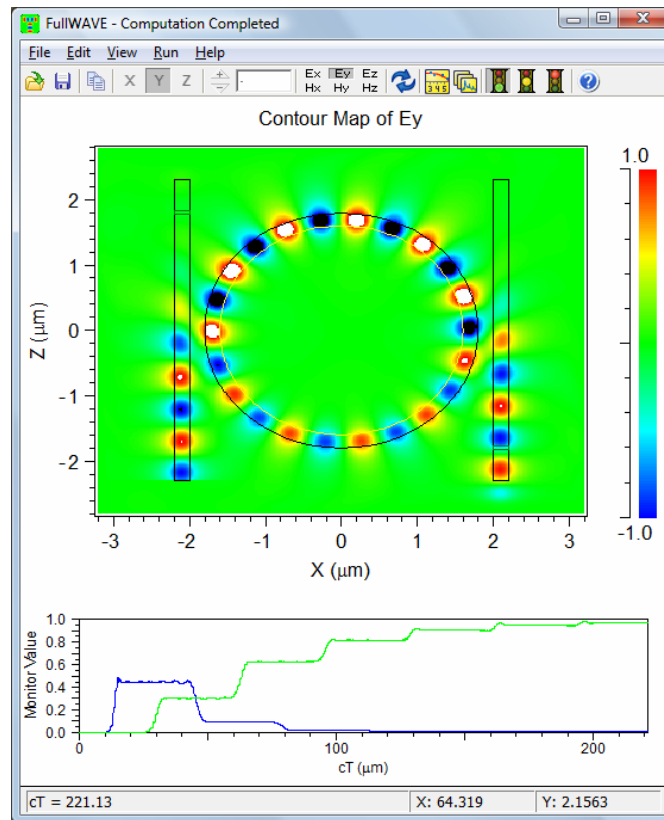 FullWAVE - Computation Completed
File Edit View Run Help
X Y Z - Ex Ey Ez
Hx Hy Hz
3 4 5
Contour Map of Ey
1.0
2
1
0
-1
-2
Z (µm)
-1.0
-3 -2 -1 0 1 2 3
X (µm)
1.0
0.8
0.6
0.4
0.2
0.0
Monitor Value
0 100 200
cT (µm)
cT = 221.13 X: 64.319 Y: 2.1563